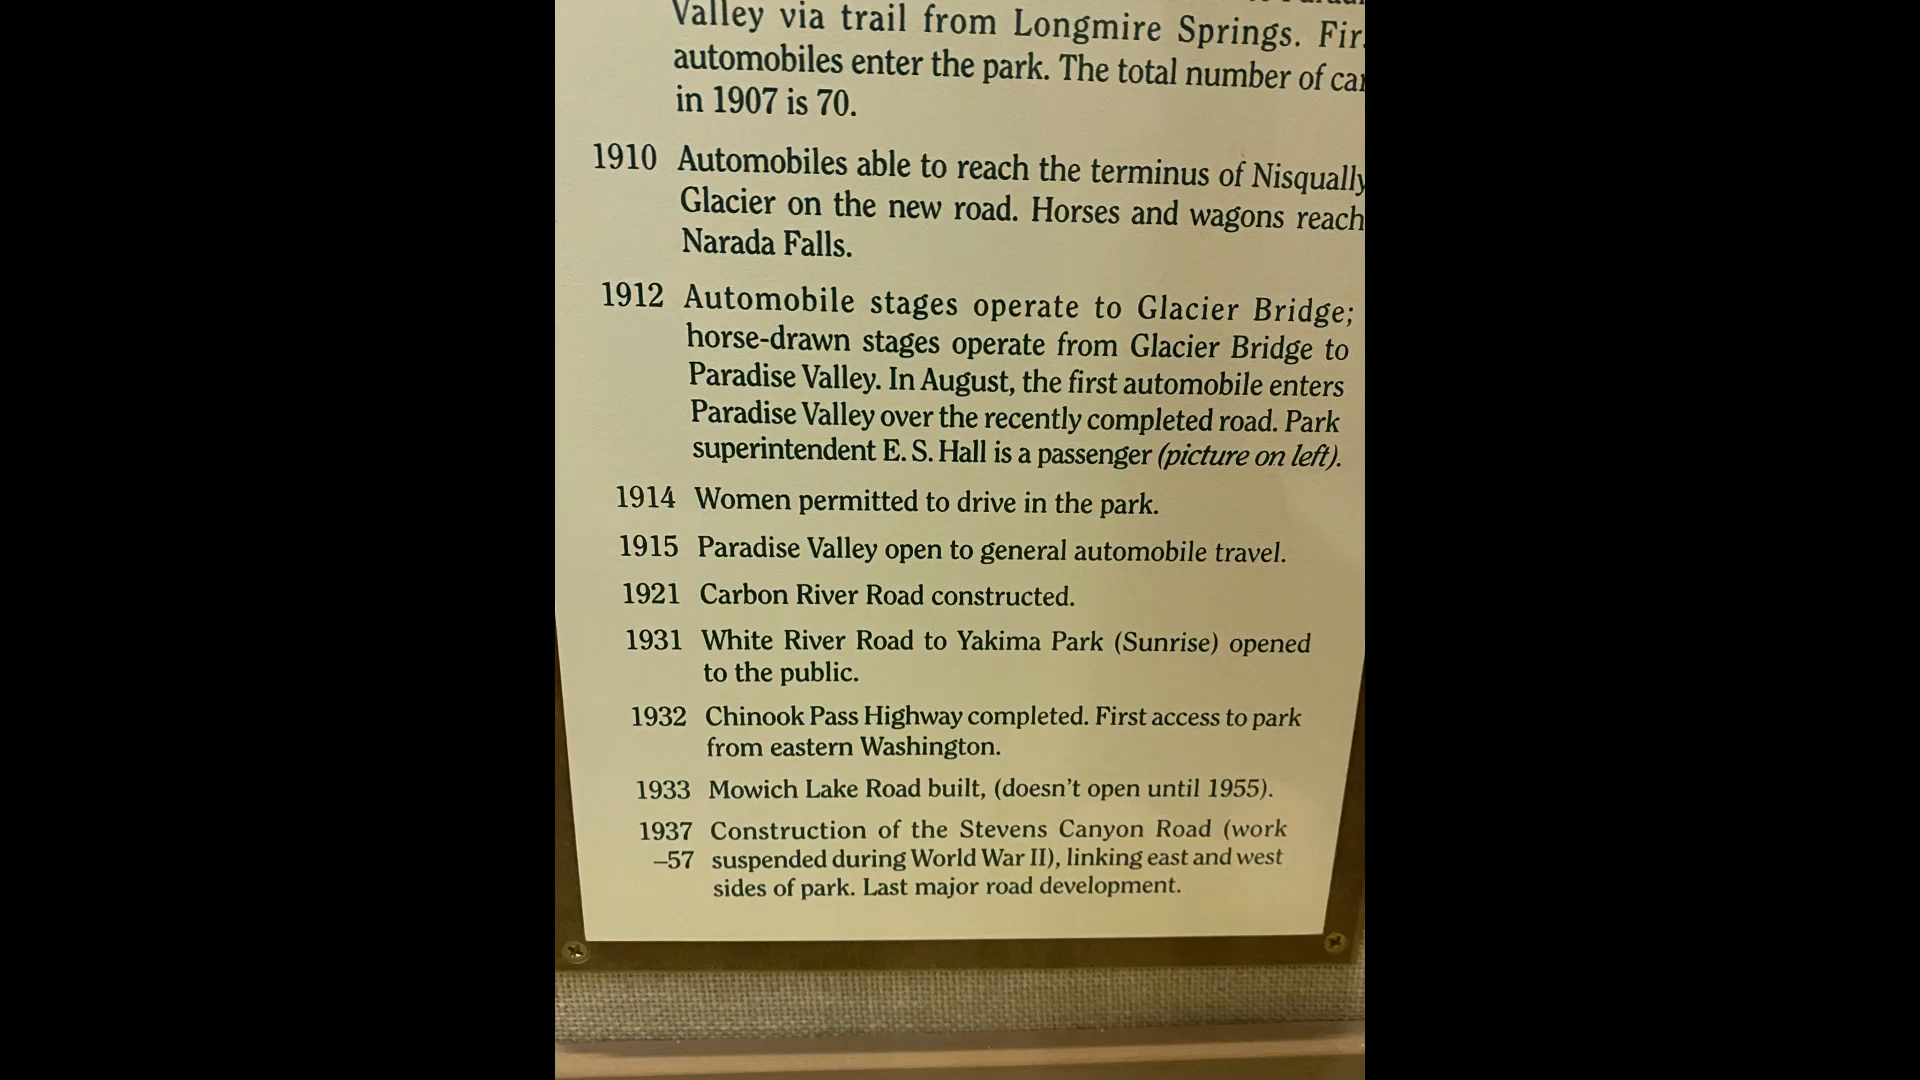 Valley via trail from Longmire Springs.
automobiles enter the park. The total number of
in 1907 is 70.
1910 Automobiles able to reach the terminus of Nisqually
Glacier on the new road. Horses and wagons reach
Narada Falls.
1912 Automobile stages operate to Glacier Bridge;
horse-drawn stages operate from Glacier Bridge to
Paradise Valley. In August, the first automobile enters
Paradise Valley over the recently completed road. Park
superintendent E. S. Hall is a passenger (picture on left).
1914 Women permitted to drive in the park.
1915 Paradise Valley open to general automobile travel.
1921 Carbon River Road constructed.
1931 White River Road to Yakima Park (Sunrise) opened
to the public.
1932 Chinook Pass Highway completed. First access to park
from eastern Washington.
1933 Mowich Lake Road built, (doesn't open until 1955).
1937 Construction of the Stevens Canyon Road (work
–57 suspended during World War II), linking east and west
sides of park. Last major road development.